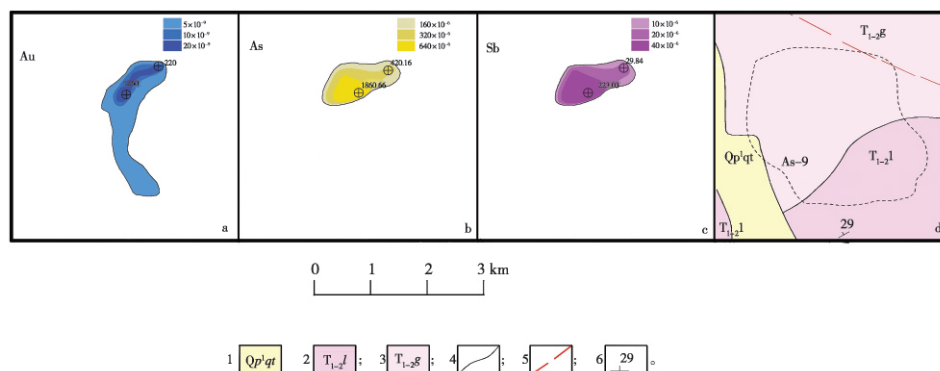 Au
5×10⁻⁹
10×10⁻⁹
20×10⁻⁹
220
a
As
160×10⁻⁶
320×10⁻⁶
640×10⁻⁶
420.16
1860.66
b
Sb
10×10⁻⁶
20×10⁻⁶
40×10⁻⁶
29.84
c
T₁₋₂g
Qp¹qt
As–9
T₁₋₂l
T₁₋₂l
29
d
0 1 2 3 km
1 Qp¹qt 2 T₁₋₂l ; 3 T₁₋₂g ; 4 ; 5 ; 6 29 。